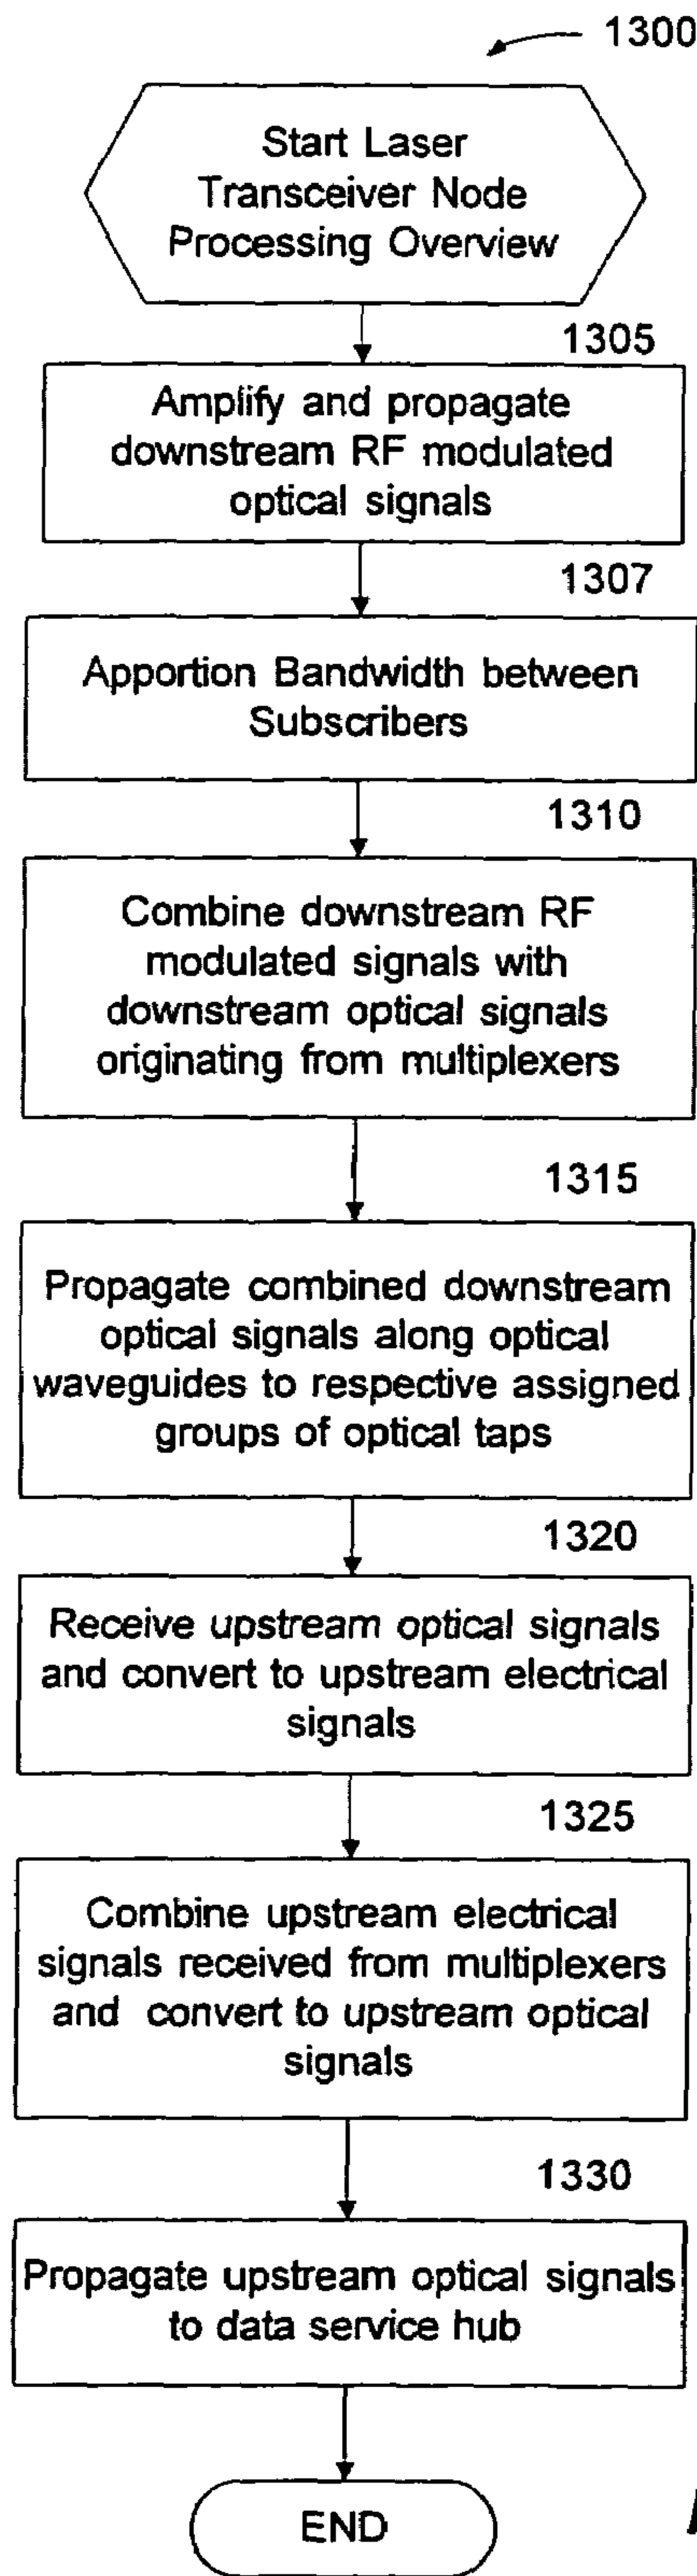 1300
Start Laser
Transceiver Node
Processing Overview
1305
Amplify and propagate
downstream RF modulated
optical signals
1307
Apportion Bandwidth between
Subscribers
1310
Combine downstream RF
modulated signals with
downstream optical signals
originating from multiplexers
1315
Propagate combined downstream
optical signals along optical
waveguides to respective assigned
groups of optical taps
1320
Receive upstream optical signals
and convert to upstream electrical
signals
1325
Combine upstream electrical
signals received from multiplexers
and convert to upstream optical
signals
1330
Propagate upstream optical signals
to data service hub
END